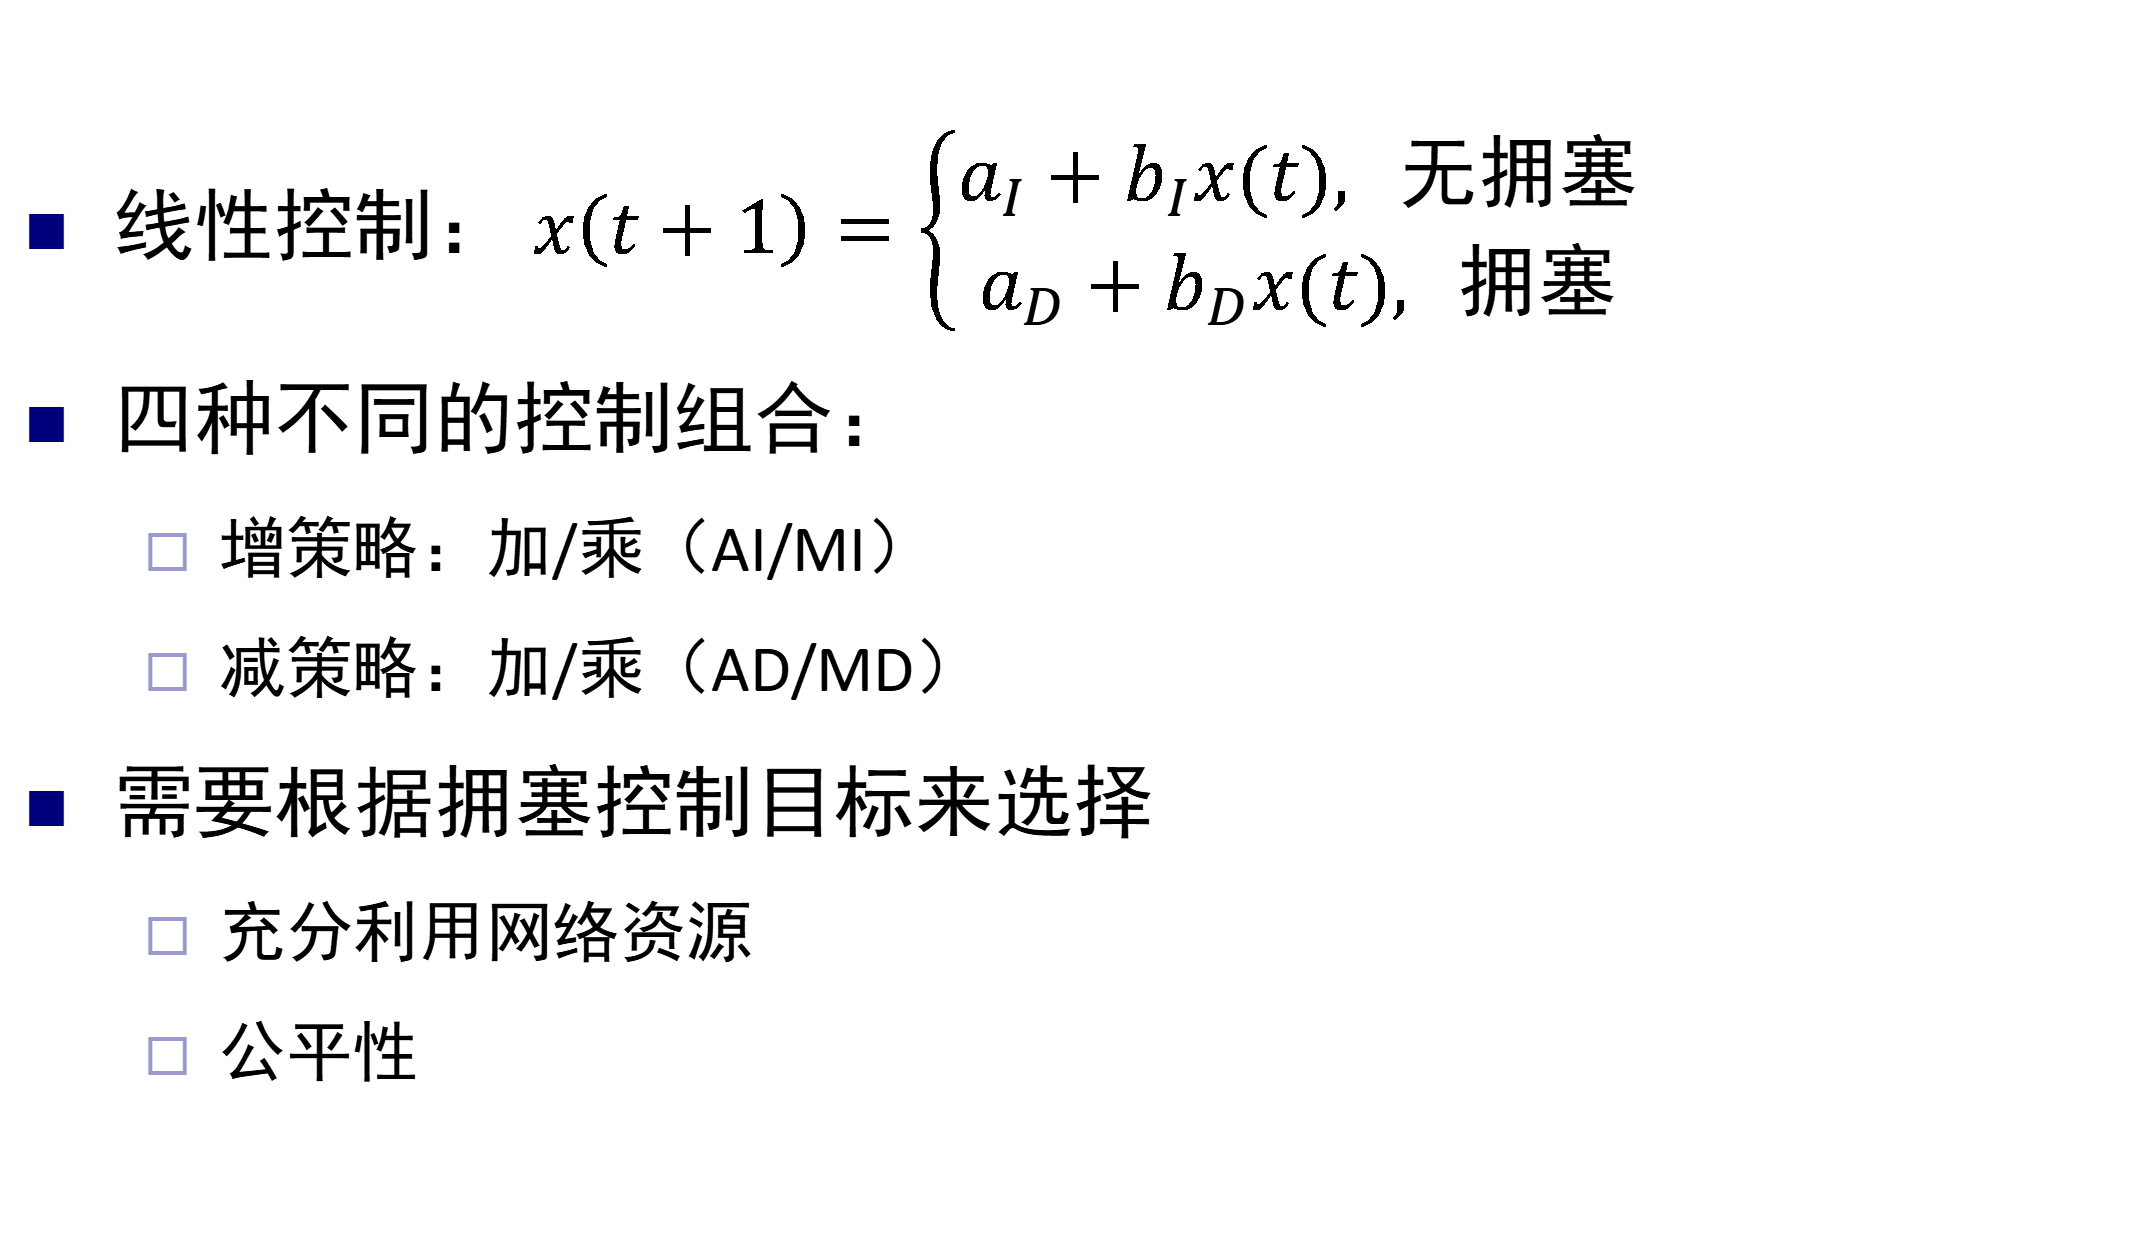 ■ 线性控制： x(t + 1) = { a_I + b_I x(t), 无拥塞
a_D + b_D x(t), 拥塞
■ 四种不同的控制组合：
□ 增策略：加/乘（AI/MI）
□ 减策略：加/乘（AD/MD）
■ 需要根据拥塞控制目标来选择
□ 充分利用网络资源
□ 公平性